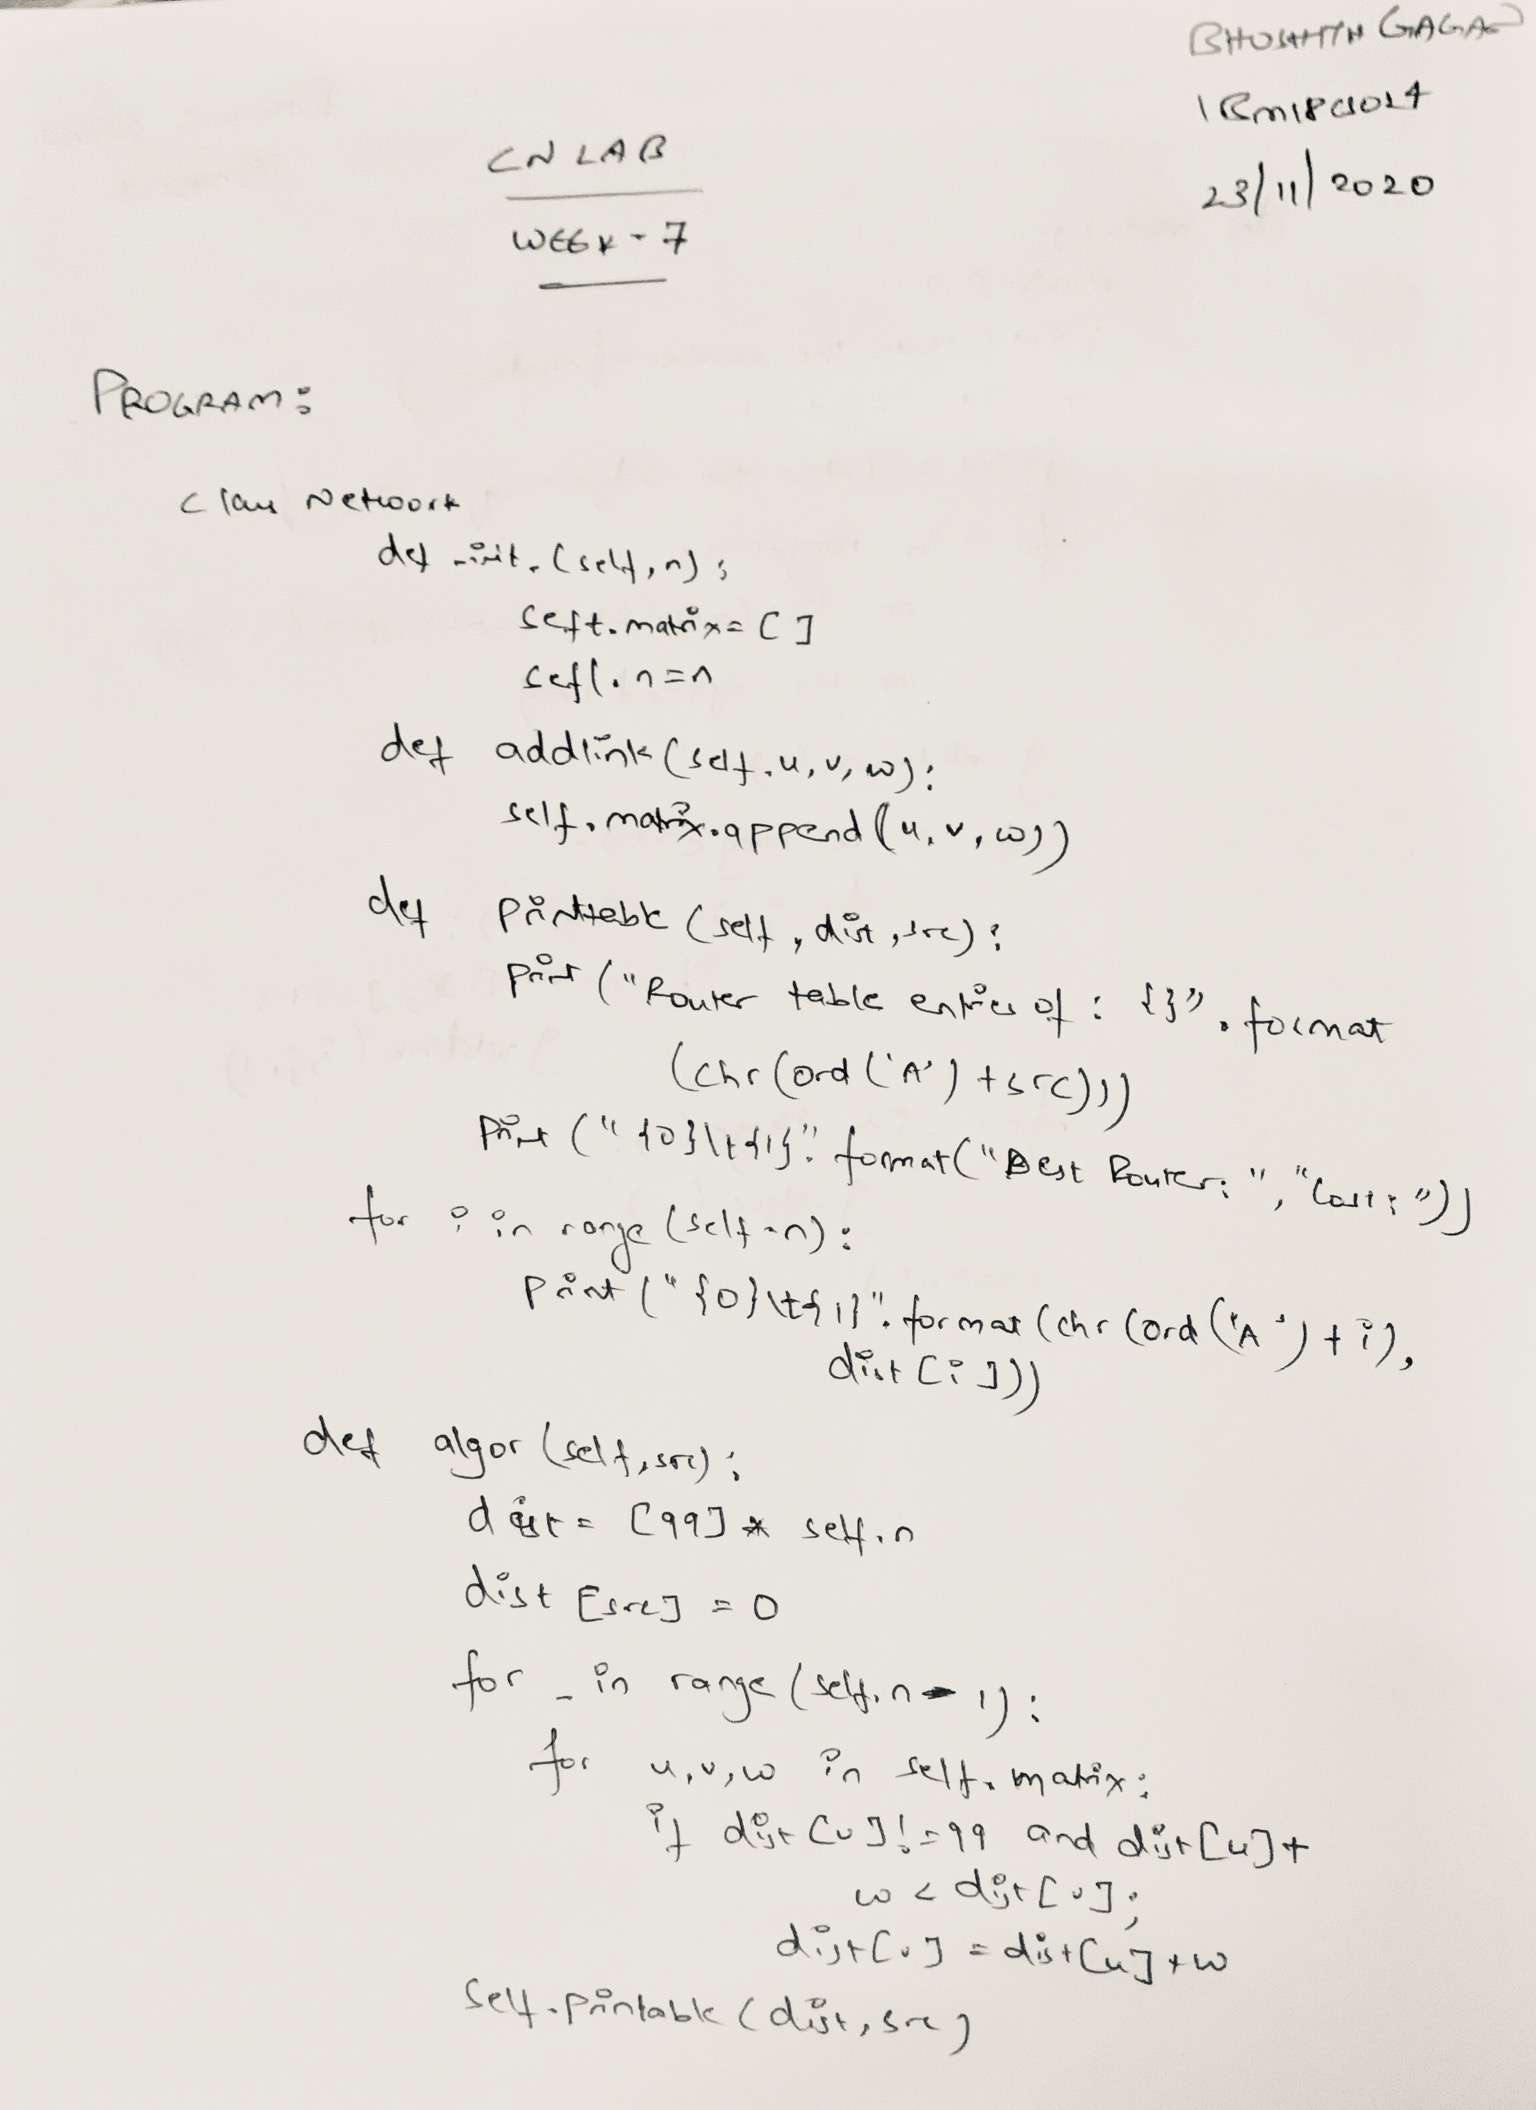 BHUSHITH GAGAN
1BM18CS024
23/11/2020
CN LAB
WEEK - 7
PROGRAM:
class Network
def _init_(self,n):
self.matrix= []
self.n=n
def addlink(self,u,v,w):
self.matrix.append(u,v,w))
def printtable (self, dist, src):
print ("Router table entries of : {}".format
(chr(ord('A')+src)))
print ("{0}\t{1}".format("Best Router:","Cost:"))
for i in range(self.n):
print("{0}\t{1}".format(chr(ord('A')+i),
dist[i]))
def algor(self,src):
dist= [99]* self.n
dist [src] = 0
for _ in range(self.n-1):
for u,v,w in self.matrix:
if dist[u]!=99 and dist[u]+
w < dist[v]:
dist[v] = dist[u]+w
self.printable(dist,src)